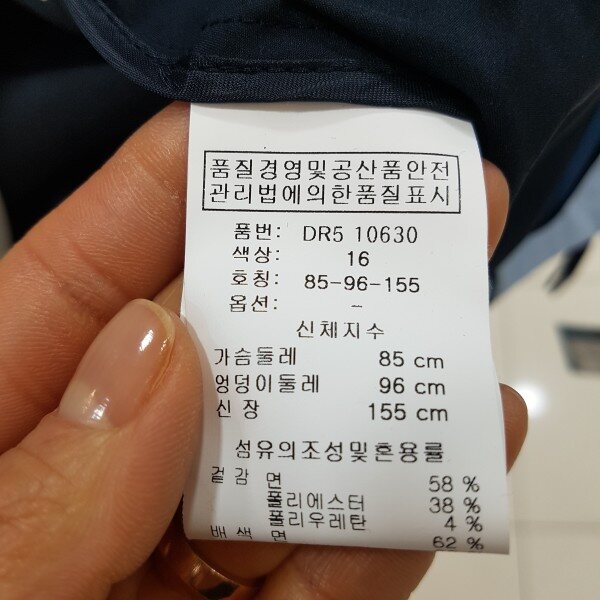 품질경영및공산품안전
관리법에의한품질표시
품번: DR5 10630
색상: 16
호칭: 85-96-155
옵션: -
신체지수
가슴둘레 85 cm
엉덩이둘레 96 cm
신 장 155 cm
섬유의조성및혼용률
겉감 면 58 %
폴리에스터 38 %
폴리우레탄 4 %
배색 면 62 %